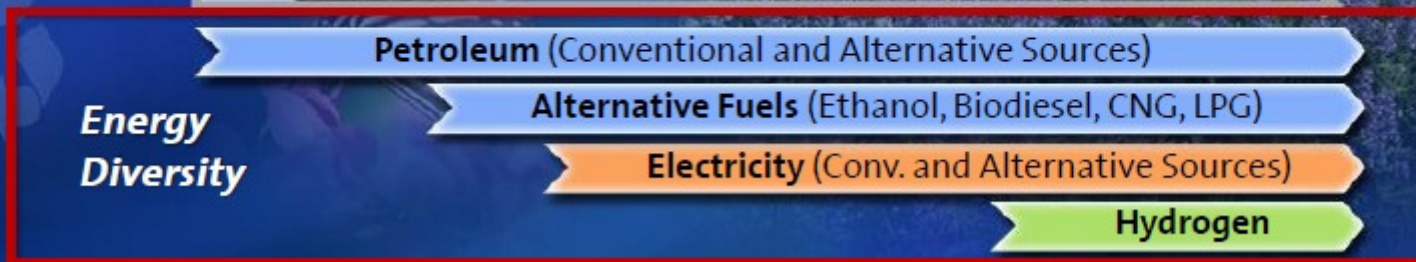 Petroleum (Conventional and Alternative Sources)
Alternative Fuels (Ethanol, Biodiesel, CNG, LPG)
Energy
Diversity
Electricity (Conv. and Alternative Sources)
Hydrogen